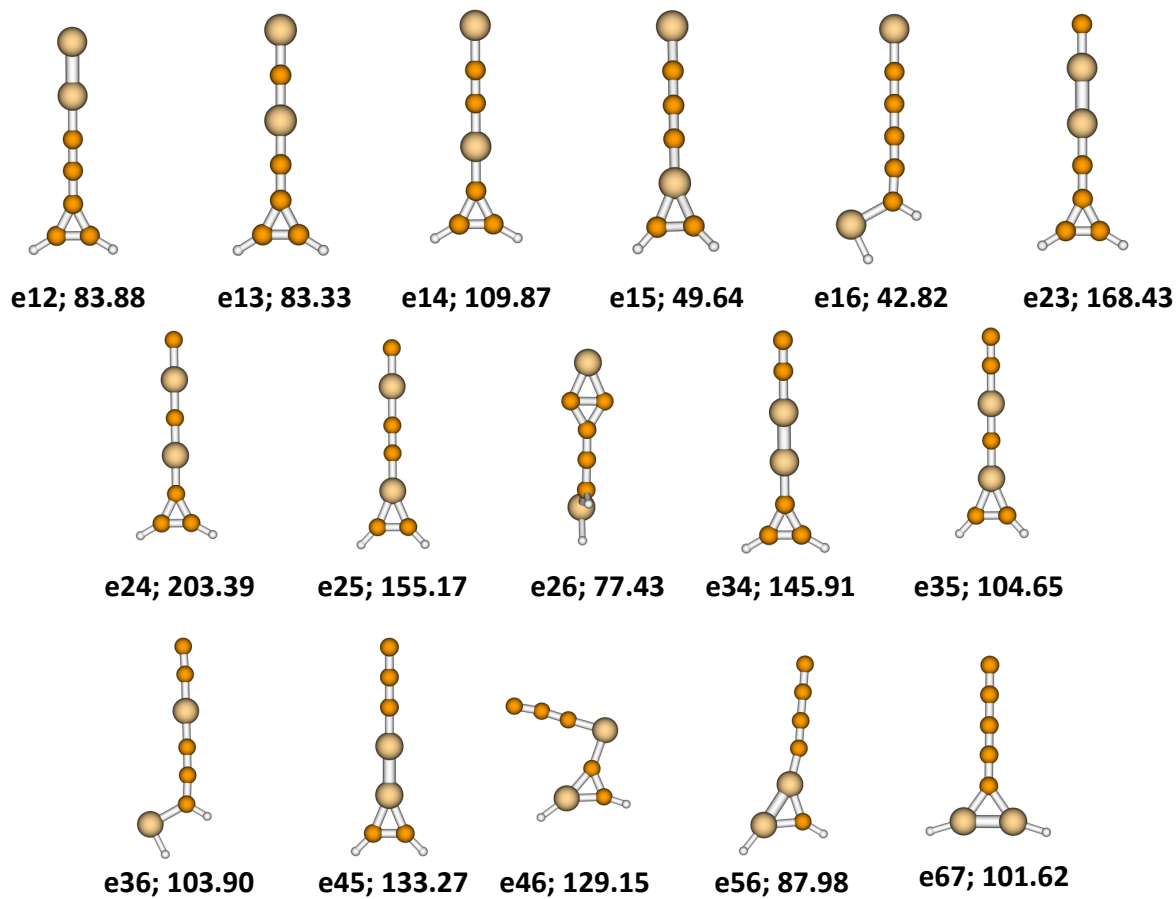 e12; 83.88 e13; 83.33 e14; 109.87 e15; 49.64 e16; 42.82 e23; 168.43
e24; 203.39 e25; 155.17 e26; 77.43 e34; 145.91 e35; 104.65
e36; 103.90 e45; 133.27 e46; 129.15 e56; 87.98 e67; 101.62